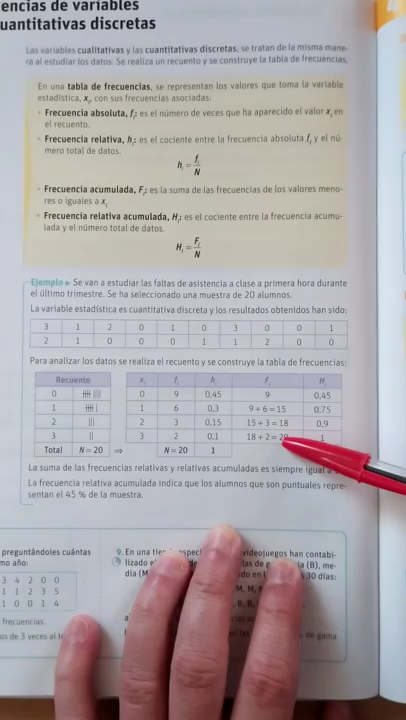 encias de variables
uantitativas discretas
Las variables cualitativas y las cuantitativas discretas, se tratan de la misma mane-
ra al estudiar los datos. Se realiza un recuento y se construye la tabla de frecuencias.
En una tabla de frecuencias, se representan los valores que toma la variable
estadística, xᵢ, con sus frecuencias asociadas:
• Frecuencia absoluta, fᵢ: es el número de veces que ha aparecido el valor xᵢ en
el recuento.
• Frecuencia relativa, hᵢ: es el cociente entre la frecuencia absoluta fᵢ y el nú-
mero total de datos.
hᵢ = fᵢ/N
• Frecuencia acumulada, Fᵢ: es la suma de las frecuencias de los valores meno-
res o iguales a xᵢ
• Frecuencia relativa acumulada, Hᵢ: es el cociente entre la frecuencia acumu-
lada y el número total de datos.
Hᵢ = Fᵢ/N
Ejemplo ▸ Se van a estudiar las faltas de asistencia a clase a primera hora durante
el último trimestre. Se ha seleccionado una muestra de 20 alumnos.
La variable estadística es cuantitativa discreta y los resultados obtenidos han sido:
3 1 2 0 1 0 3 0 0 1
2 1 0 0 0 1 1 2 0 0
Para analizar los datos se realiza el recuento y se construye la tabla de frecuencias:
Recuento xᵢ fᵢ hᵢ Fᵢ Hᵢ
0 0 9 0,45 9 0,45
1 1 6 0,3 9 + 6 = 15 0,75
2 2 3 0,15 15 + 3 = 18 0,9
3 3 2 0,1 18 + 2 = 20 1
Total N = 20 ⇒ N = 20 1
La suma de las frecuencias relativas y relativas acumuladas es siempre igual
La frecuencia relativa acumulada indica que los alumnos que son puntuales repre-
sentan el 45 % de la muestra.
preguntándoles cuántas
mo año:
3 4 2 0 0
1 1 2 3 5
1 0 0 1 4
frecuencias.
os de 3 veces al
9. En una videojuegos han contabi-
lizado (B), me-
dia (M 30 días:
M, M,
B, B,
de gama